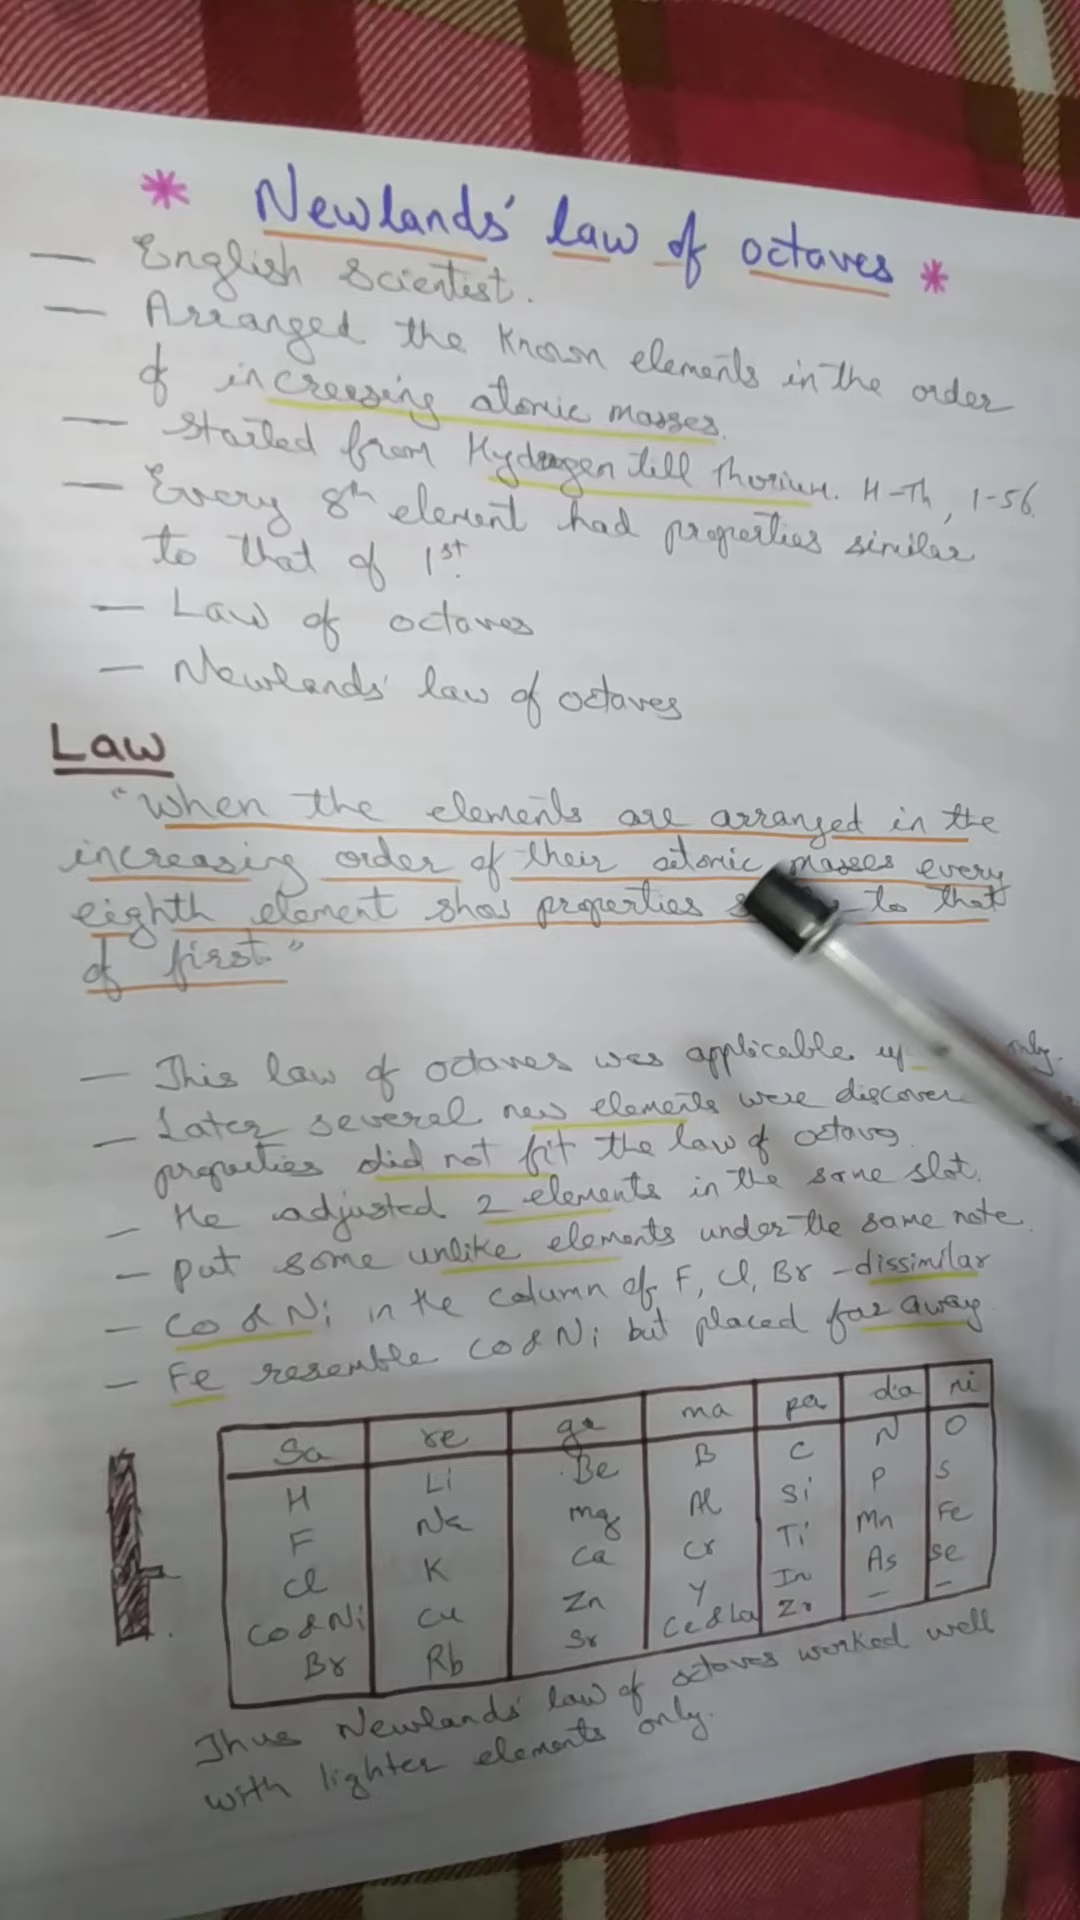 * Newlands' law of octaves *
— English Scientist.
— Arranged the known elements in the order
of increasing atomic masses.
— Started from Hydrogen till Thorium. H-Th, 1-56.
— Every 8th element had properties similar
to that of 1st.
— Law of octaves
— Newlands' law of octaves
Law
"When the elements are arranged in the
increasing order of their atomic masses every
eighth element show properties to that
of first."
— This law of octaves was applicable only.
— Later several new elements were discover
properties did not fit the law of octaves.
— He adjusted 2 elements in the same slot.
— put some unlike elements under the same note.
— Co & Ni in the column of F, Cl, Br - dissimilar
— Fe resemble Co & Ni but placed far away
Sa re ga ma pa da ni
H Li Be B C N O
F Na Mg Al Si P S
Cl K Ca Cr Ti Mn Fe
Co & Ni Cu Zn Y In As Se
Br Rb Sr Ce & La Zr – –
Thus Newlands' law of octaves worked well
with lighter elements only.